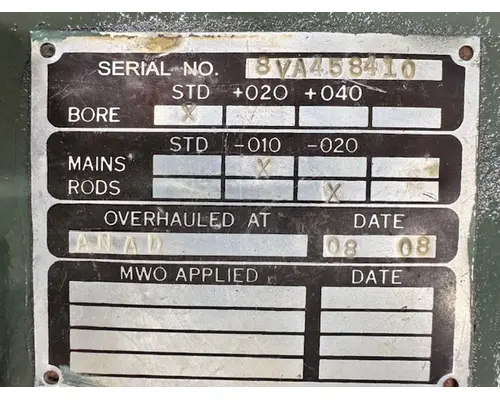 SERIAL NO. 8VA458410
STD +020 +040
BORE X
STD -010 -020
MAINS X
RODS X
OVERHAULED AT DATE
ANAD 08 08
MWO APPLIED DATE